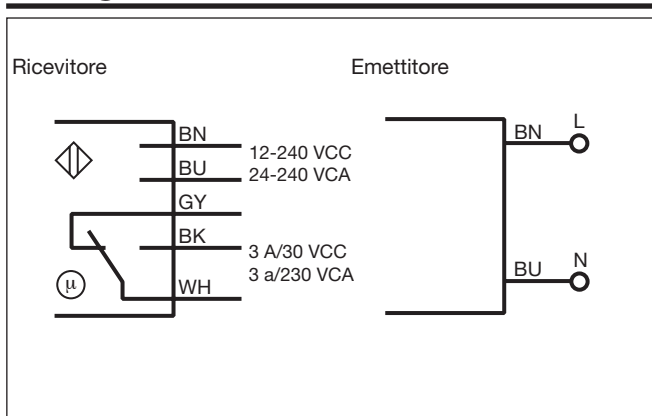 Ricevitore
Emettitore
BN
12-240 VCC
BU
24-240 VCA
GY
BK
3 A/30 VCC
3 a/230 VCA
WH
µ
BN
L
BU
N